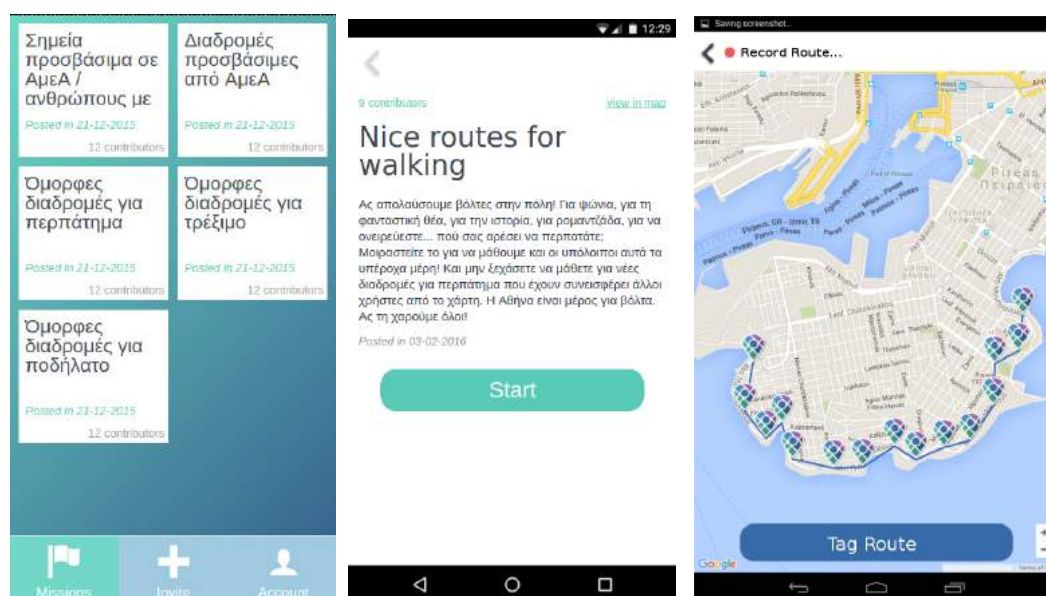 Σημεία
προσβάσιμα σε
ΑμεΑ /
ανθρώπους με
Posted in 21-12-2015
12 contributors
Διαδρομές
προσβάσιμες
από ΑμεΑ
Posted in 21-12-2015
12 contributors
Όμορφες
διαδρομές για
περπάτημα
Posted in 21-12-2015
12 contributors
Όμορφες
διαδρομές για
τρέξιμο
Posted in 21-12-2015
12 contributors
Όμορφες
διαδρομές για
ποδήλατο
Posted in 21-12-2015
12 contributors
Missions
Invite
Account
12:29
9 contributors
view in map
Nice routes for
walking
Ας απολαύσουμε βόλτες στην πόλη! Για ψώνια, για τη
φανταστική θέα, για την ιστορία, για ρομαντζάδα, για να
ονειρεύεστε... πού σας αρέσει να περπατάτε;
Μοιραστείτε το για να μάθουμε και οι υπόλοιποι αυτά τα
υπέροχα μέρη! Και μην ξεχάσετε να μάθετε για νέες
διαδρομές για περπάτημα που έχουν συνεισφέρει άλλοι
χρήστες από το χάρτη. Η Αθήνα είναι μέρος για βόλτα.
Ας τη χαρούμε όλοι!
Posted in 03-02-2016
Start
Saving screenshot...
Record Route...
Port of Piraeus
Pireas
Πειραιάς
Tag Route
Google